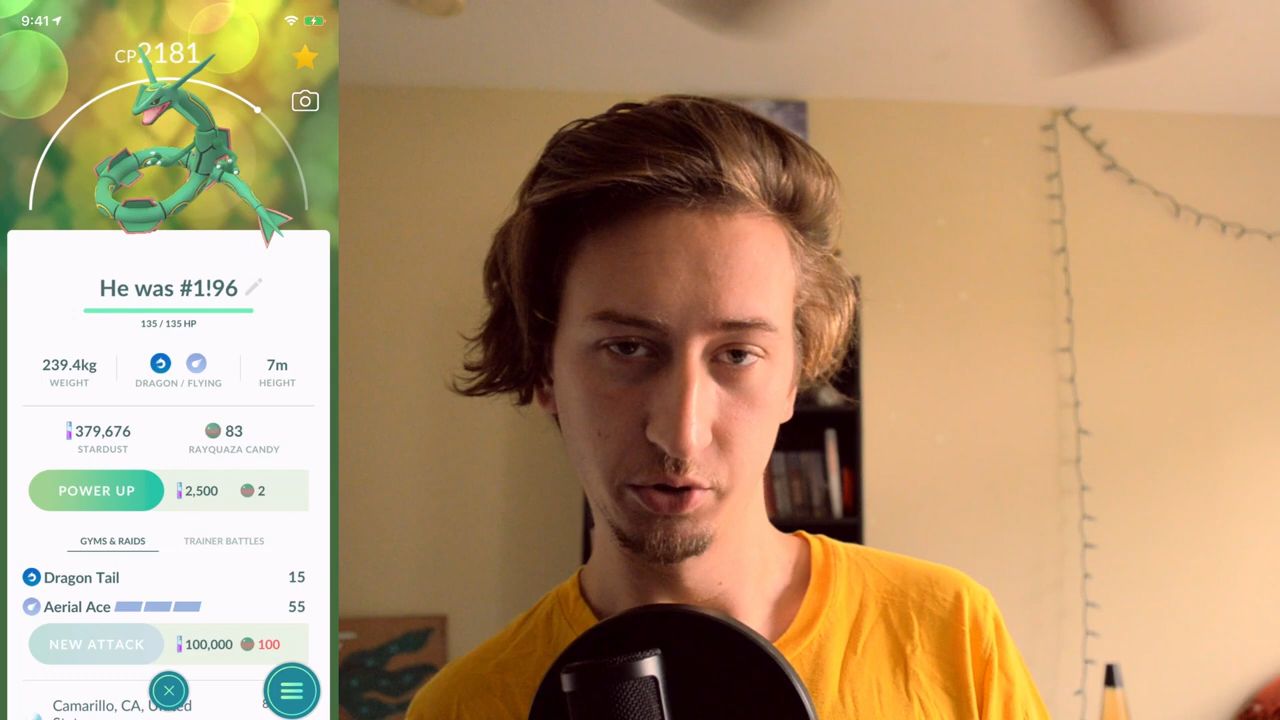 9:41
CP2181
He was #1!96
135 / 135 HP
239.4kg
WEIGHT
DRAGON / FLYING
7m
HEIGHT
379,676
STARDUST
83
RAYQUAZA CANDY
POWER UP 2,500 2
GYMS & RAIDS TRAINER BATTLES
Dragon Tail 15
Aerial Ace 55
NEW ATTACK 100,000 100
Camarillo, CA,